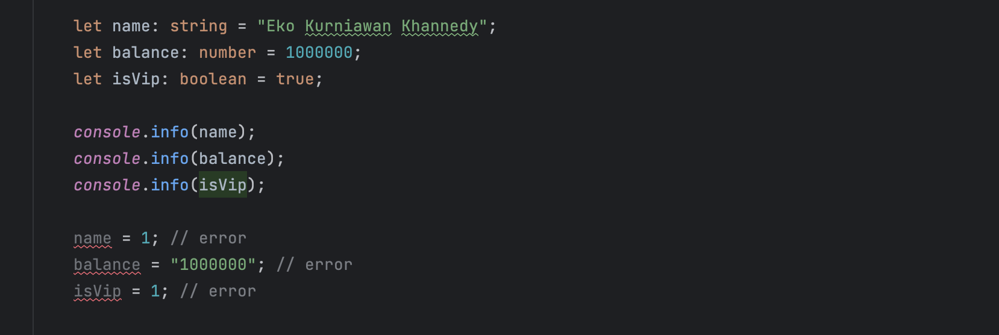 let name: string = "Eko Kurniawan Khannedy";
let balance: number = 1000000;
let isVip: boolean = true;
console.info(name);
console.info(balance);
console.info(isVip);
name = 1; // error
balance = "1000000"; // error
isVip = 1; // error